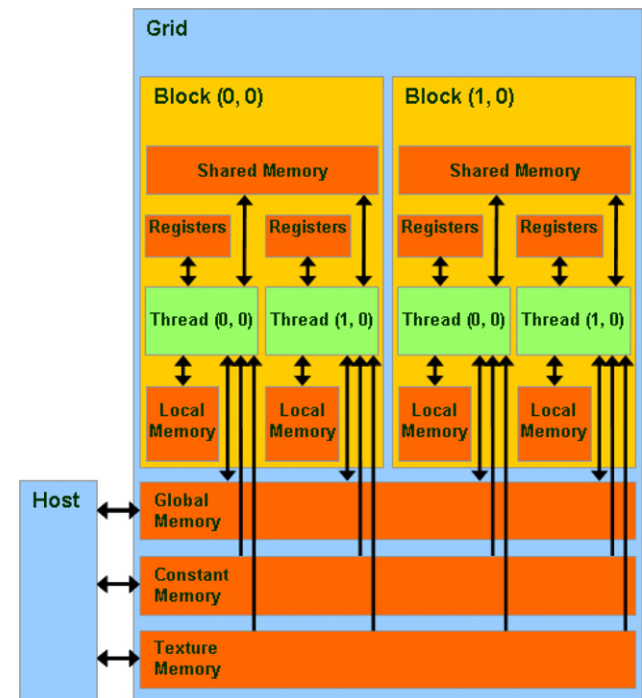 Grid
Block (0, 0)
Block (1, 0)
Shared Memory
Shared Memory
Registers
Registers
Registers
Registers
Thread (0, 0)
Thread (1, 0)
Thread (0, 0)
Thread (1, 0)
Local
Memory
Local
Memory
Local
Memory
Local
Memory
Host
Global
Memory
Constant
Memory
Texture
Memory